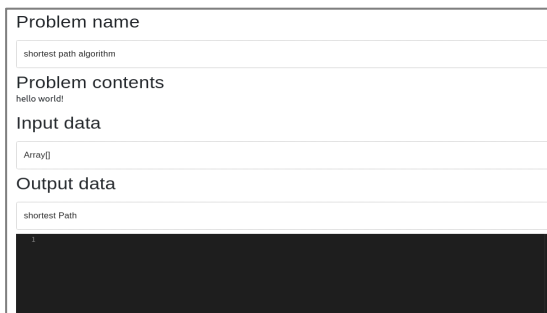 Problem name
shortest path algorithm
Problem contents
hello world!
Input data
Array[]
Output data
shortest Path
1